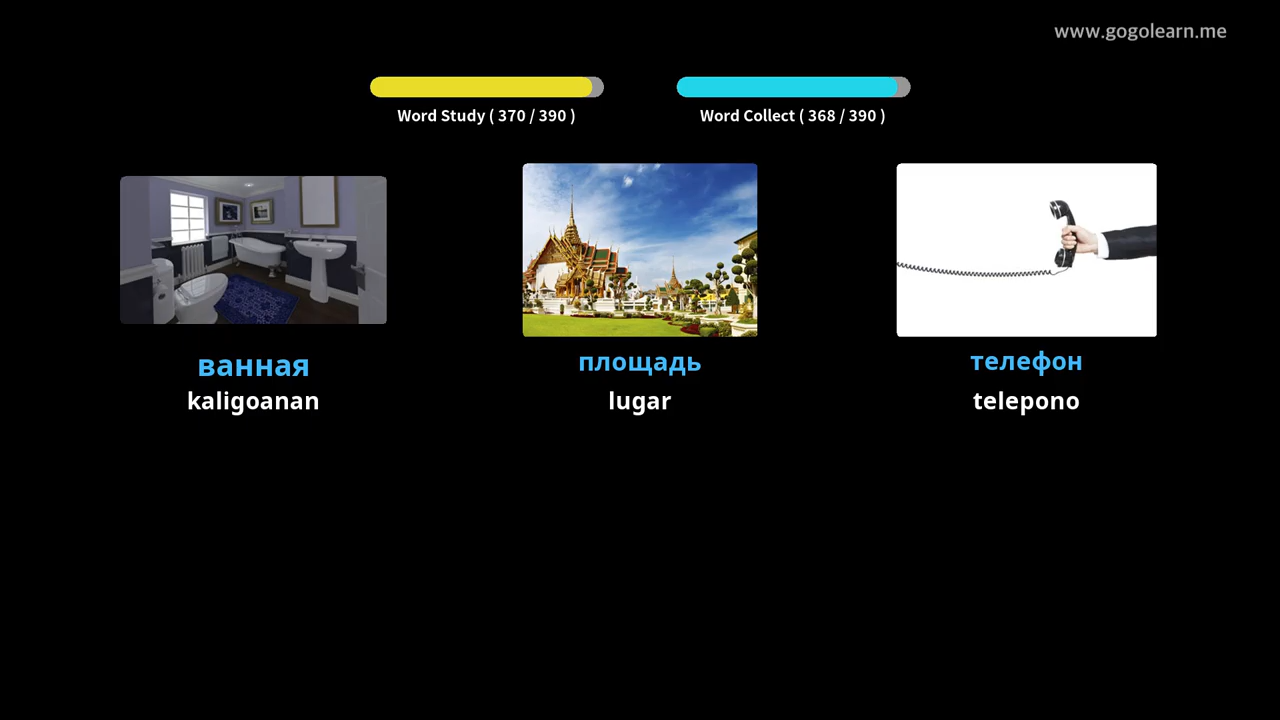 www.gogolearn.me
Word Study ( 370 / 390 )
Word Collect ( 368 / 390 )
ванная
kaligoanan
площадь
lugar
телефон
telepono